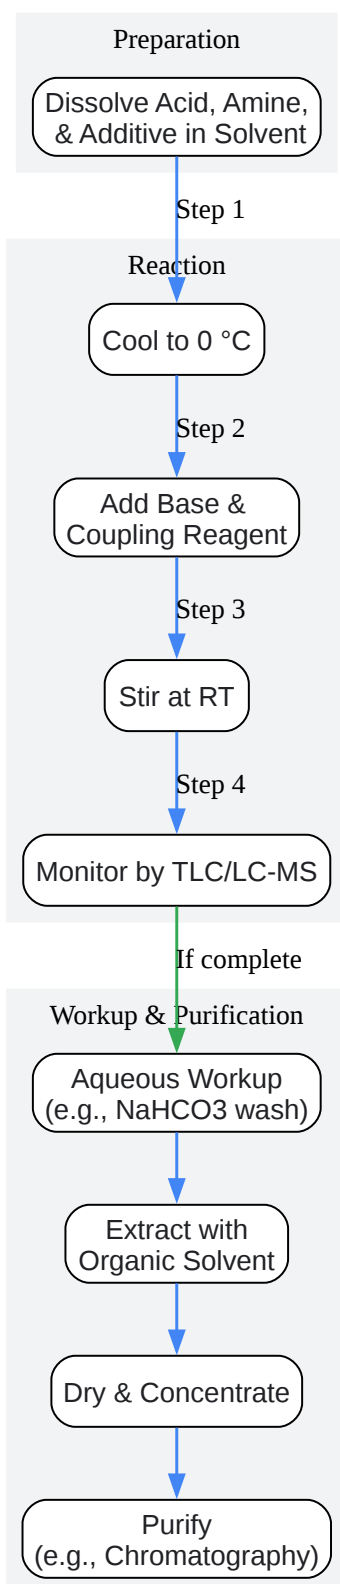 Preparation
Dissolve Acid, Amine,
& Additive in Solvent
Step 1
Reaction
Cool to 0 °C
Step 2
Add Base &
Coupling Reagent
Step 3
Stir at RT
Step 4
Monitor by TLC/LC-MS
If complete
Workup & Purification
Aqueous Workup
(e.g., NaHCO3 wash)
Extract with
Organic Solvent
Dry & Concentrate
Purify
(e.g., Chromatography)